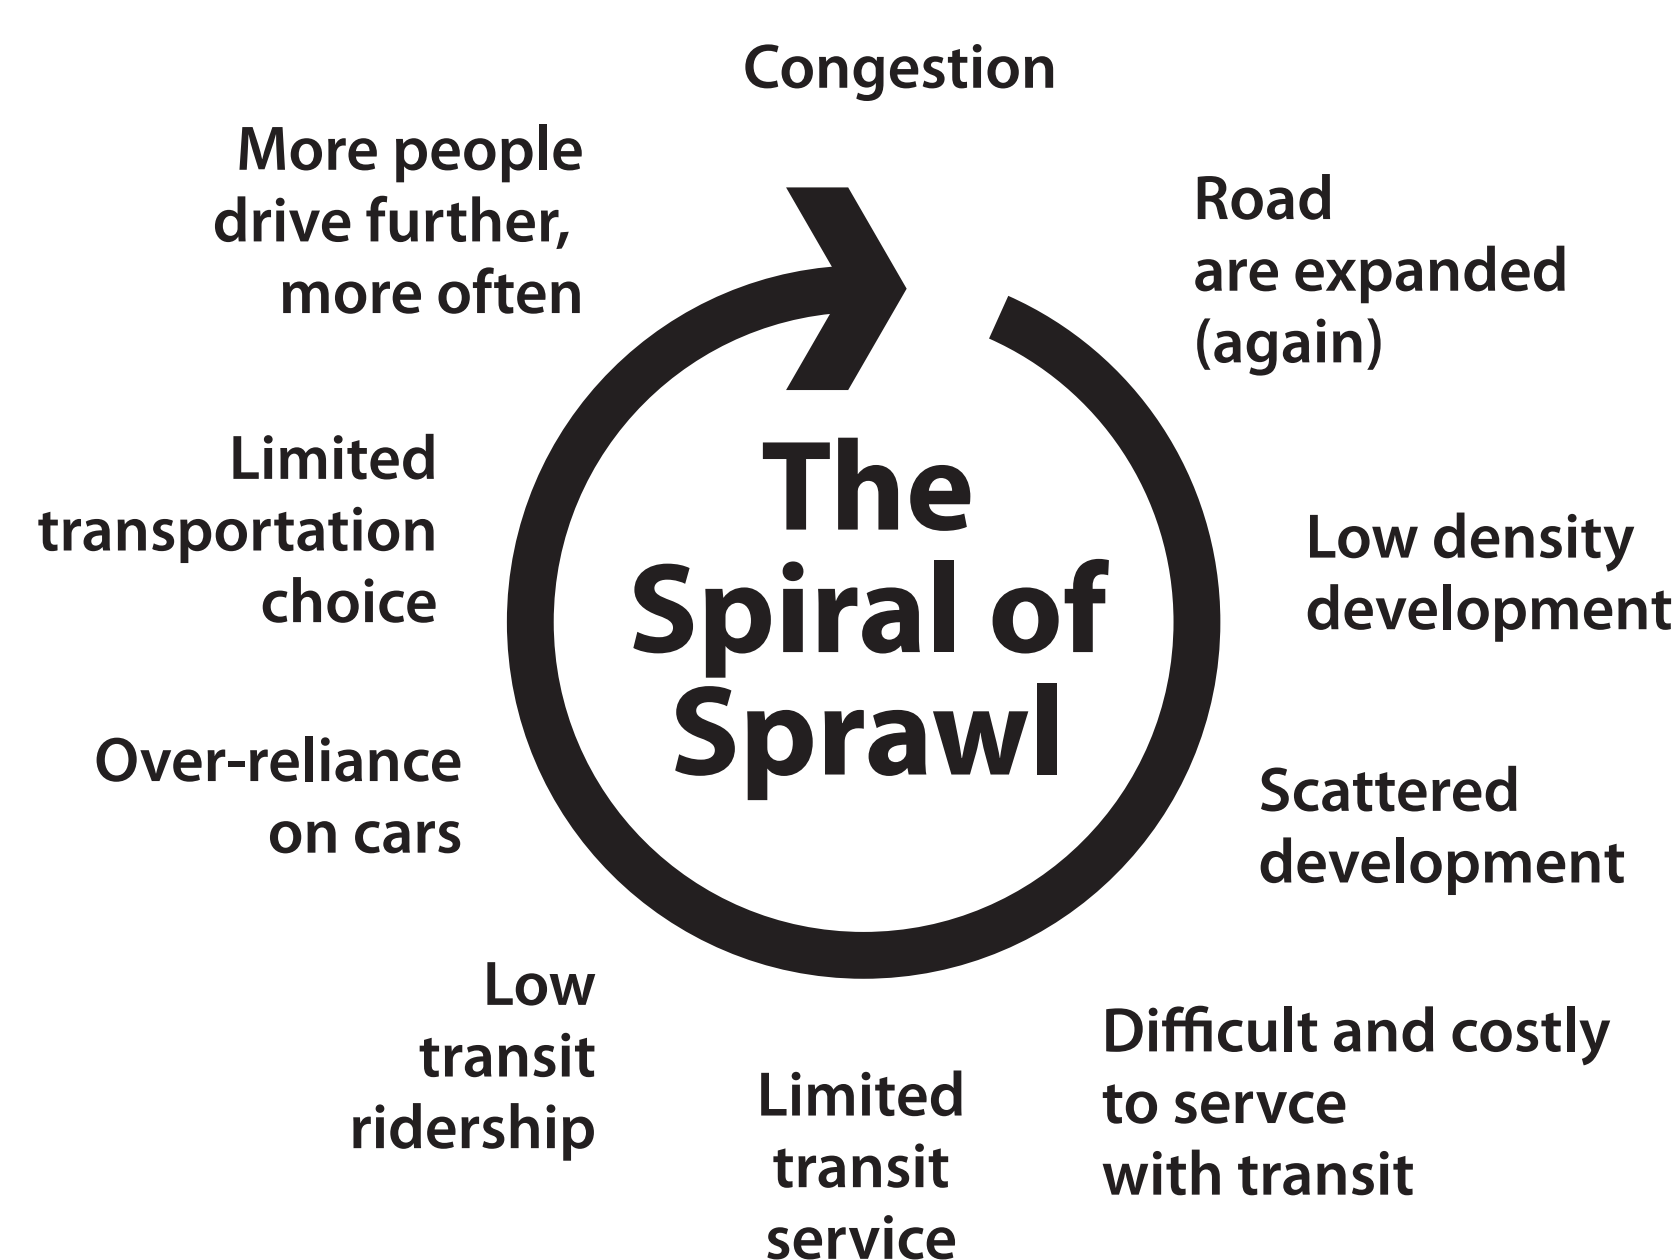 Congestion
Road
are expanded
(again)
Low density
development
Scattered
development
Difficult and costly
to servce
with transit
Limited
transit
service
Low
transit
ridership
Over-reliance
on cars
Limited
transportation
choice
More people
drive further,
more often
The
Spiral of
Sprawl